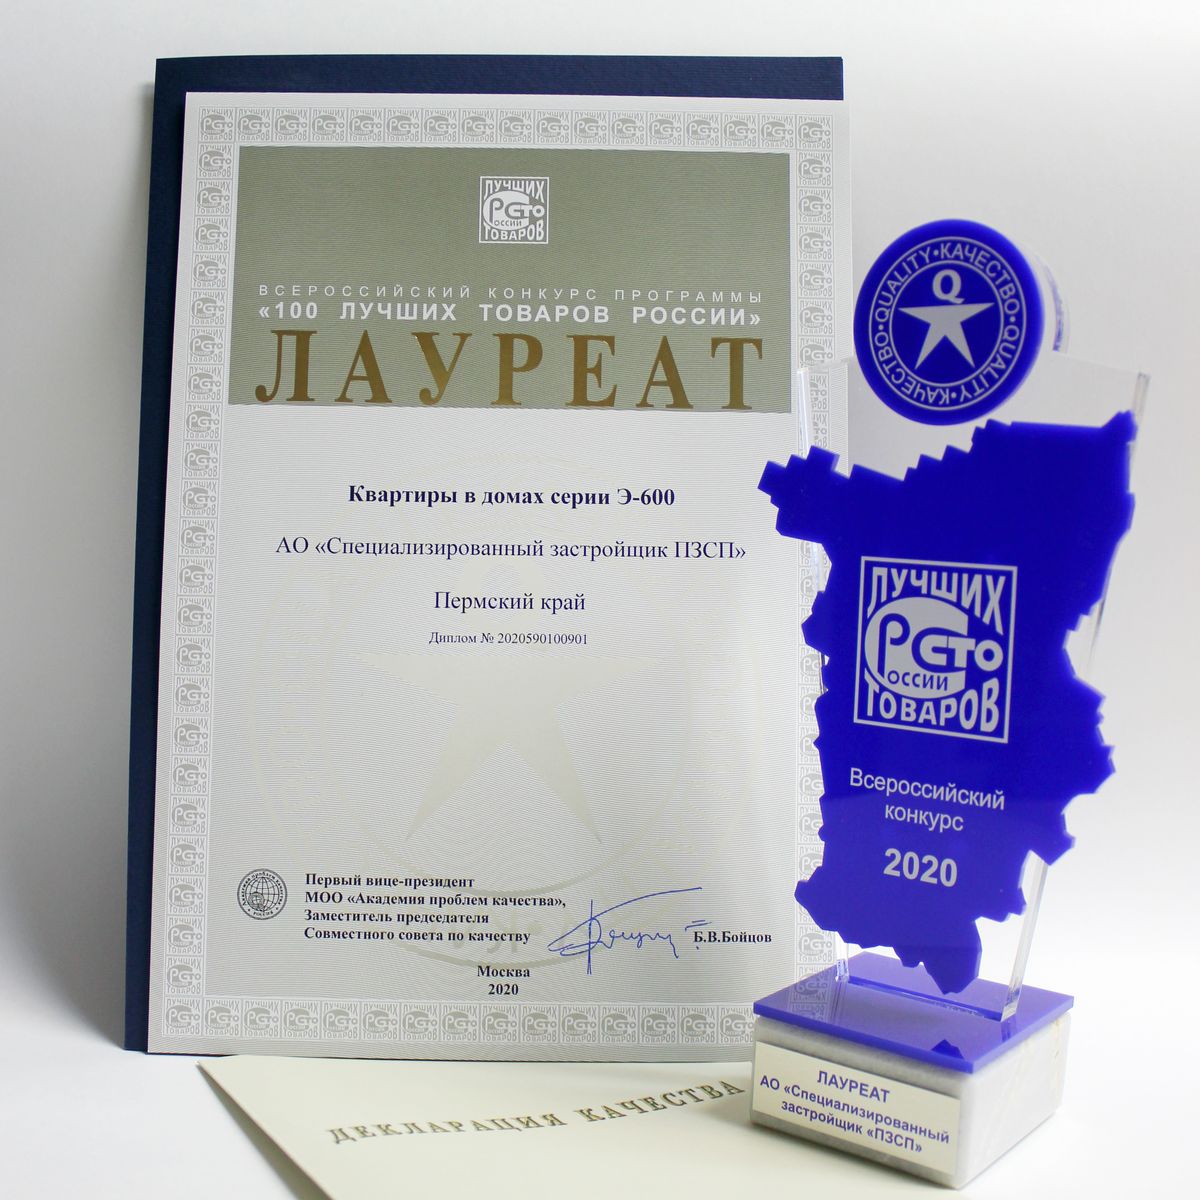 ЛУЧШИХ
РСТО
РОССИИ
ТОВАРОВ
ВСЕРОССИЙСКИЙ КОНКУРС ПРОГРАММЫ
«100 ЛУЧШИХ ТОВАРОВ РОССИИ»
ЛАУРЕАТ
Квартиры в домах серии Э-600
АО «Специализированный застройщик ПЗСП»
Пермский край
Диплом № 2020590100901
Первый вице-президент
МОО «Академия проблем качества»,
Заместитель председателя
Совместного совета по качеству
Б.В.Бойцов
Москва
2020
ДЕКЛАРАЦИЯ КАЧЕСТВА
QUALITY•КАЧЕСТВО•QUALITY•КАЧЕСТВО•
Q
ЛУЧШИХ
РСТО
РОССИИ
ТОВАРОВ
Всероссийский
конкурс
2020
ЛАУРЕАТ
АО «Специализированный
застройщик «ПЗСП»